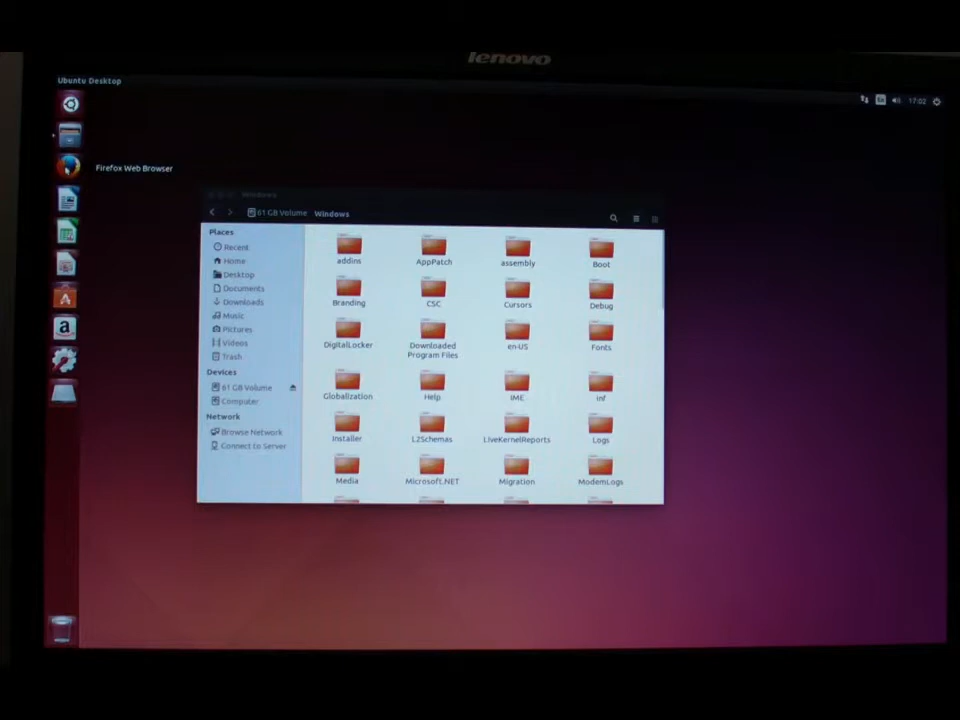 lenovo
Ubuntu Desktop
En
17:02
Firefox Web Browser
Windows
61 GB Volume
Windows
Places
Recent
Home
Desktop
Documents
Downloads
Music
Pictures
Videos
Trash
Devices
61 GB Volume
Computer
Network
Browse Network
Connect to Server
addins
AppPatch
assembly
Boot
Branding
CSC
Cursors
Debug
DigitalLocker
Downloaded
Program Files
en-US
Fonts
Globalization
Help
IME
inf
Installer
L2Schemas
LiveKernelReports
Logs
Media
Microsoft.NET
Migration
ModemLogs
a